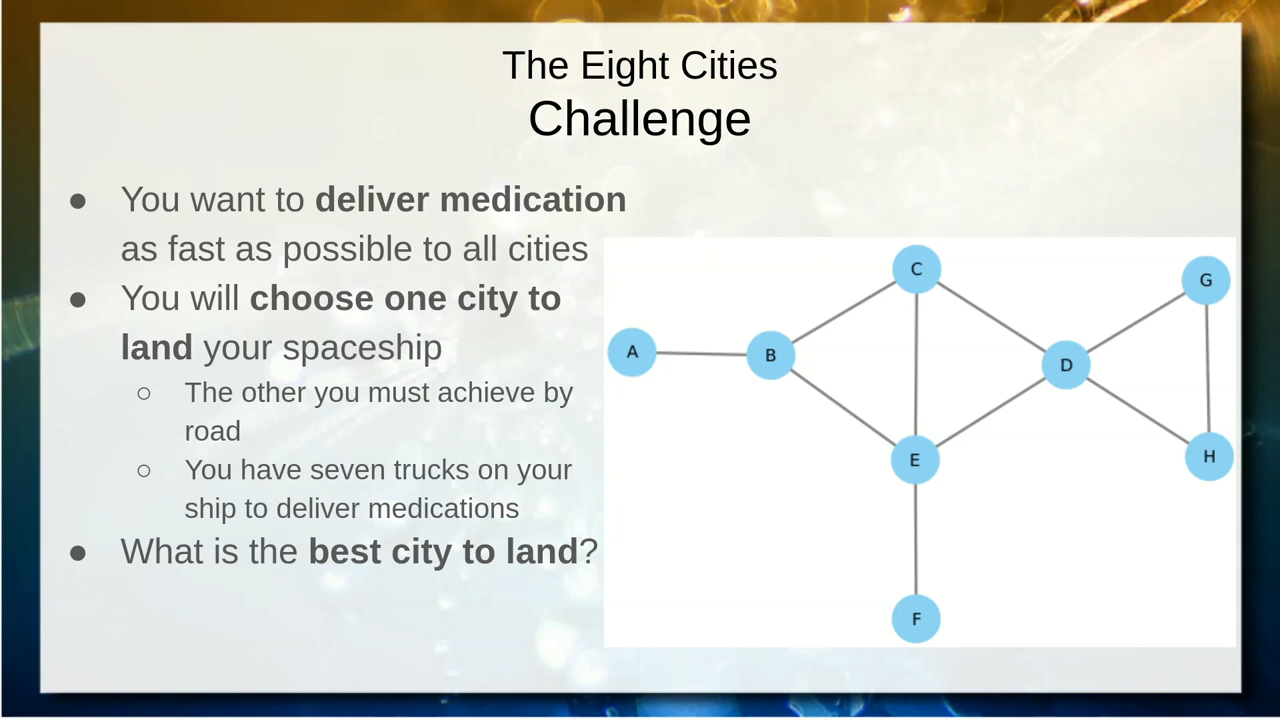 The Eight Cities
Challenge
● You want to deliver medication
as fast as possible to all cities
● You will choose one city to
land your spaceship
○ The other you must achieve by
road
○ You have seven trucks on your
ship to deliver medications
● What is the best city to land?
C
G
A
B
D
E
H
F